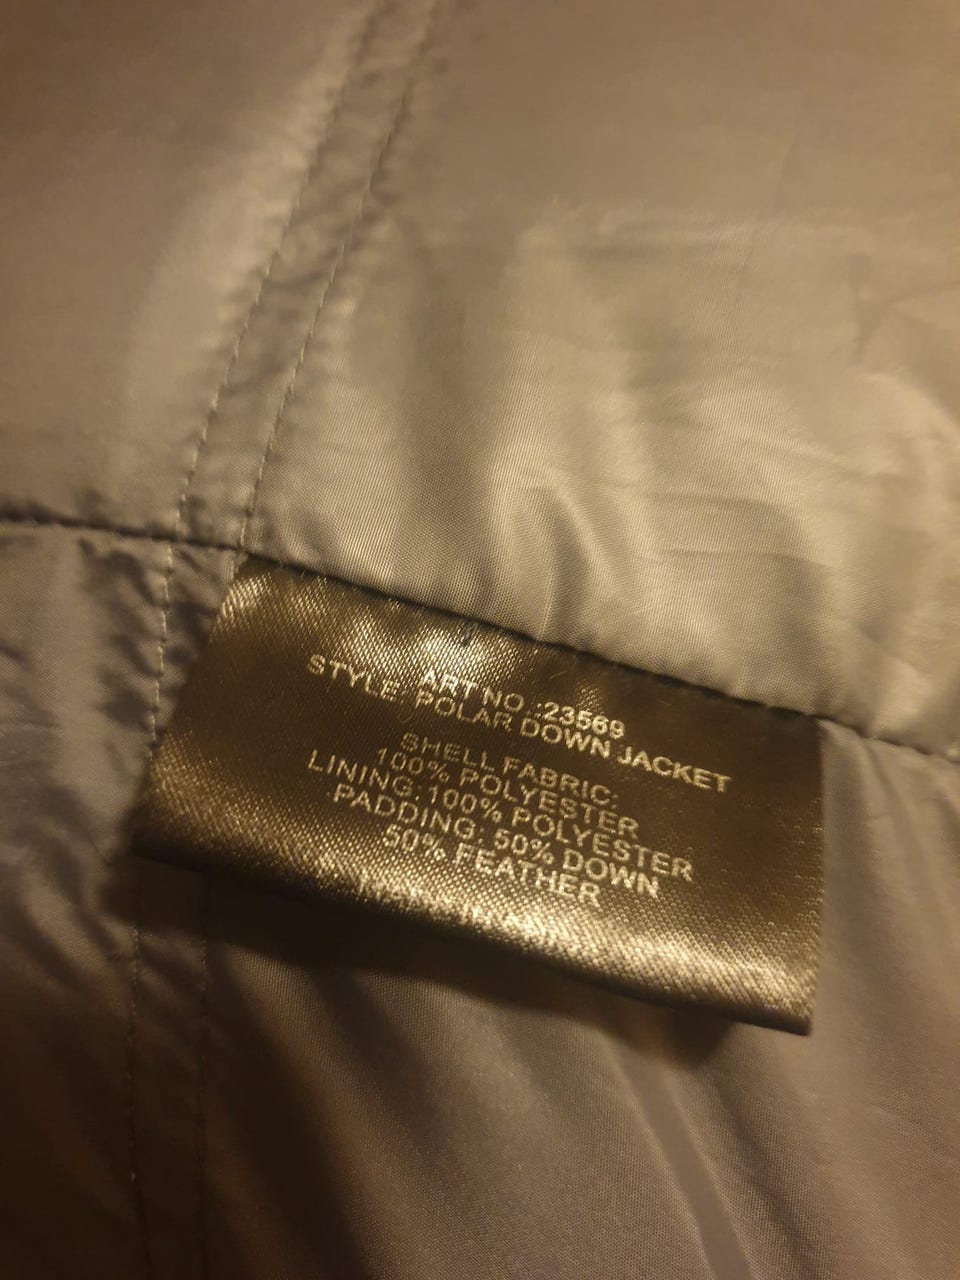 ART NO.:23569
STYLE: POLAR DOWN JACKET
SHELL FABRIC:
100% POLYESTER
LINING:100% POLYESTER
PADDING: 50% DOWN
50% FEATHER